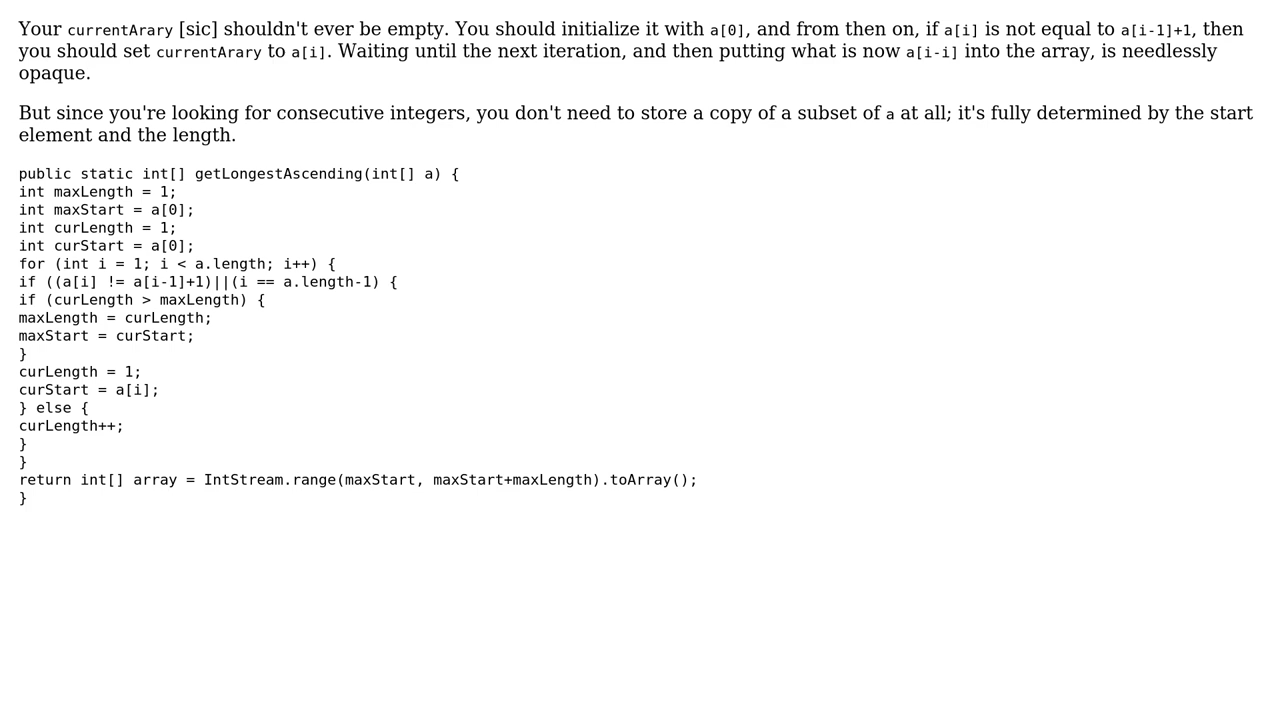 Your currentArary [sic] shouldn't ever be empty. You should initialize it with a[0], and from then on, if a[i] is not equal to a[i-1]+1, then
you should set currentArary to a[i]. Waiting until the next iteration, and then putting what is now a[i-i] into the array, is needlessly
opaque.
But since you're looking for consecutive integers, you don't need to store a copy of a subset of a at all; it's fully determined by the start
element and the length.
public static int[] getLongestAscending(int[] a) {
int maxLength = 1;
int maxStart = a[0];
int curLength = 1;
int curStart = a[0];
for (int i = 1; i < a.length; i++) {
if ((a[i] != a[i-1]+1)||(i == a.length-1) {
if (curLength > maxLength) {
maxLength = curLength;
maxStart = curStart;
}
curLength = 1;
curStart = a[i];
} else {
curLength++;
}
}
return int[] array = IntStream.range(maxStart, maxStart+maxLength).toArray();
}